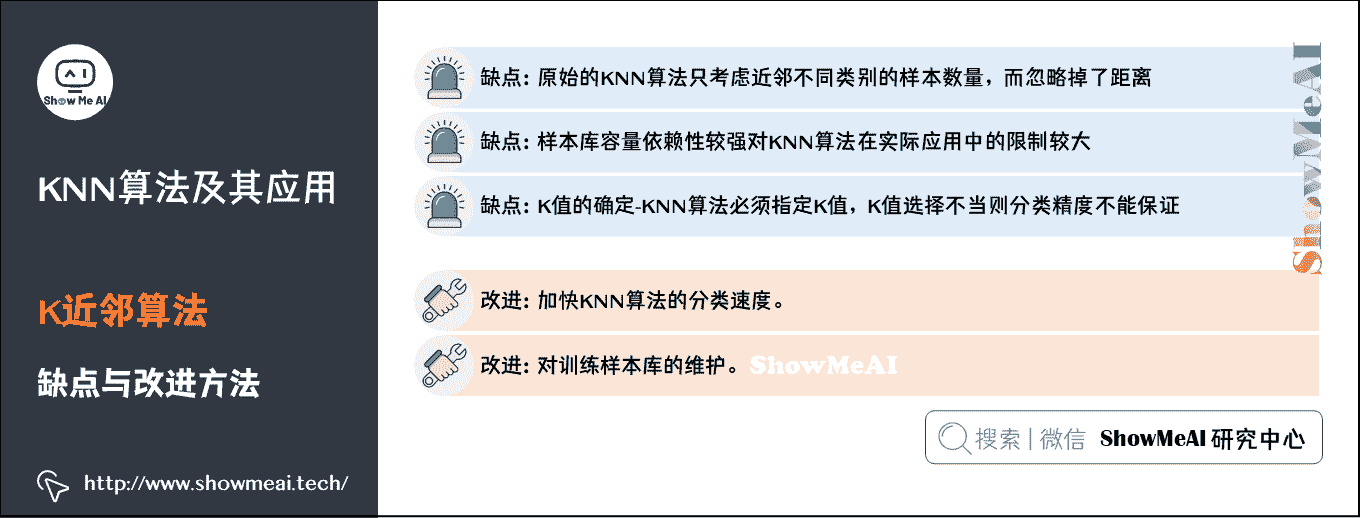 Show Me AI
KNN算法及其应用
K近邻算法
缺点与改进方法
http://www.showmeai.tech/
缺点: 原始的KNN算法只考虑近邻不同类别的样本数量，而忽略掉了距离
缺点: 样本库容量依赖性较强对KNN算法在实际应用中的限制较大
缺点: K值的确定-KNN算法必须指定K值，K值选择不当则分类精度不能保证
改进: 加快KNN算法的分类速度。
改进: 对训练样本库的维护。 ShowMeAI
ShowMeAI
搜索 | 微信 ShowMeAI 研究中心